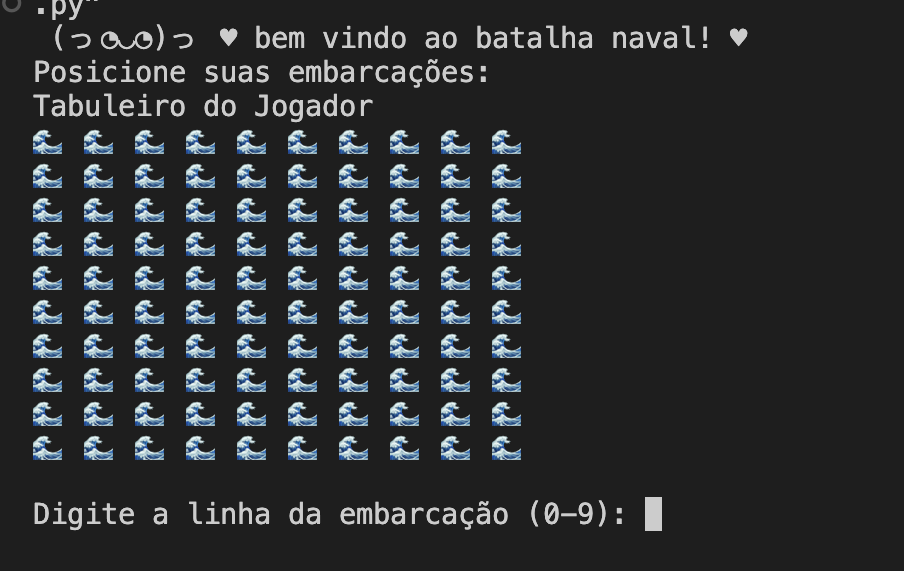 .py"
(っ◔◡◔)っ ♥ bem vindo ao batalha naval! ♥
Posicione suas embarcações:
Tabuleiro do Jogador
🌊 🌊 🌊 🌊 🌊 🌊 🌊 🌊 🌊 🌊
🌊 🌊 🌊 🌊 🌊 🌊 🌊 🌊 🌊 🌊
🌊 🌊 🌊 🌊 🌊 🌊 🌊 🌊 🌊 🌊
🌊 🌊 🌊 🌊 🌊 🌊 🌊 🌊 🌊 🌊
🌊 🌊 🌊 🌊 🌊 🌊 🌊 🌊 🌊 🌊
🌊 🌊 🌊 🌊 🌊 🌊 🌊 🌊 🌊 🌊
🌊 🌊 🌊 🌊 🌊 🌊 🌊 🌊 🌊 🌊
🌊 🌊 🌊 🌊 🌊 🌊 🌊 🌊 🌊 🌊
🌊 🌊 🌊 🌊 🌊 🌊 🌊 🌊 🌊 🌊
🌊 🌊 🌊 🌊 🌊 🌊 🌊 🌊 🌊 🌊
Digite a linha da embarcação (0-9):